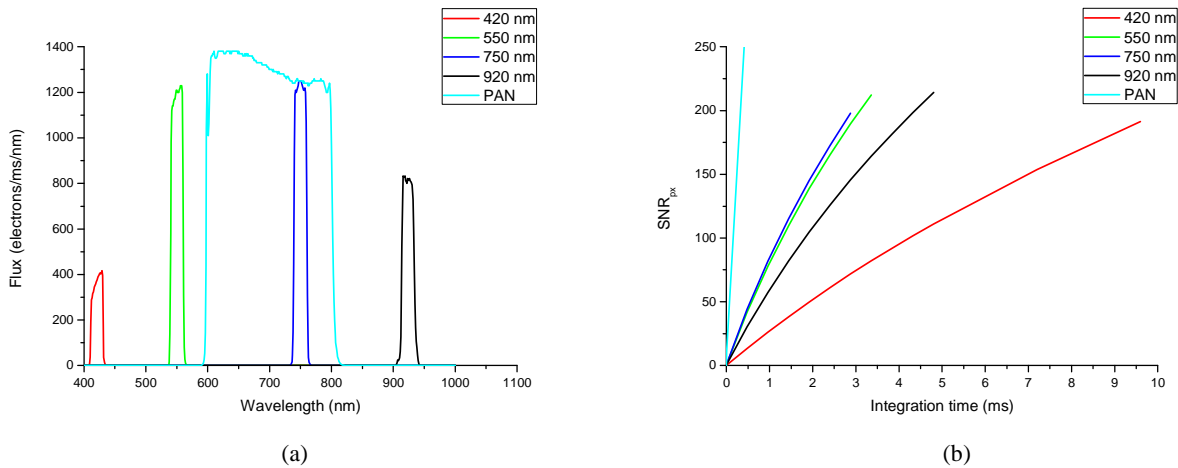 420 nm
550 nm
750 nm
920 nm
PAN
1400
1200
1000
800
600
400
200
0
400 500 600 700 800 900 1000 1100
Flux (electrons/ms/nm)
Wavelength (nm)
(a)
420 nm
550 nm
750 nm
920 nm
PAN
250
200
150
100
50
0
0 1 2 3 4 5 6 7 8 9 10
SNRpx
Integration time (ms)
(b)